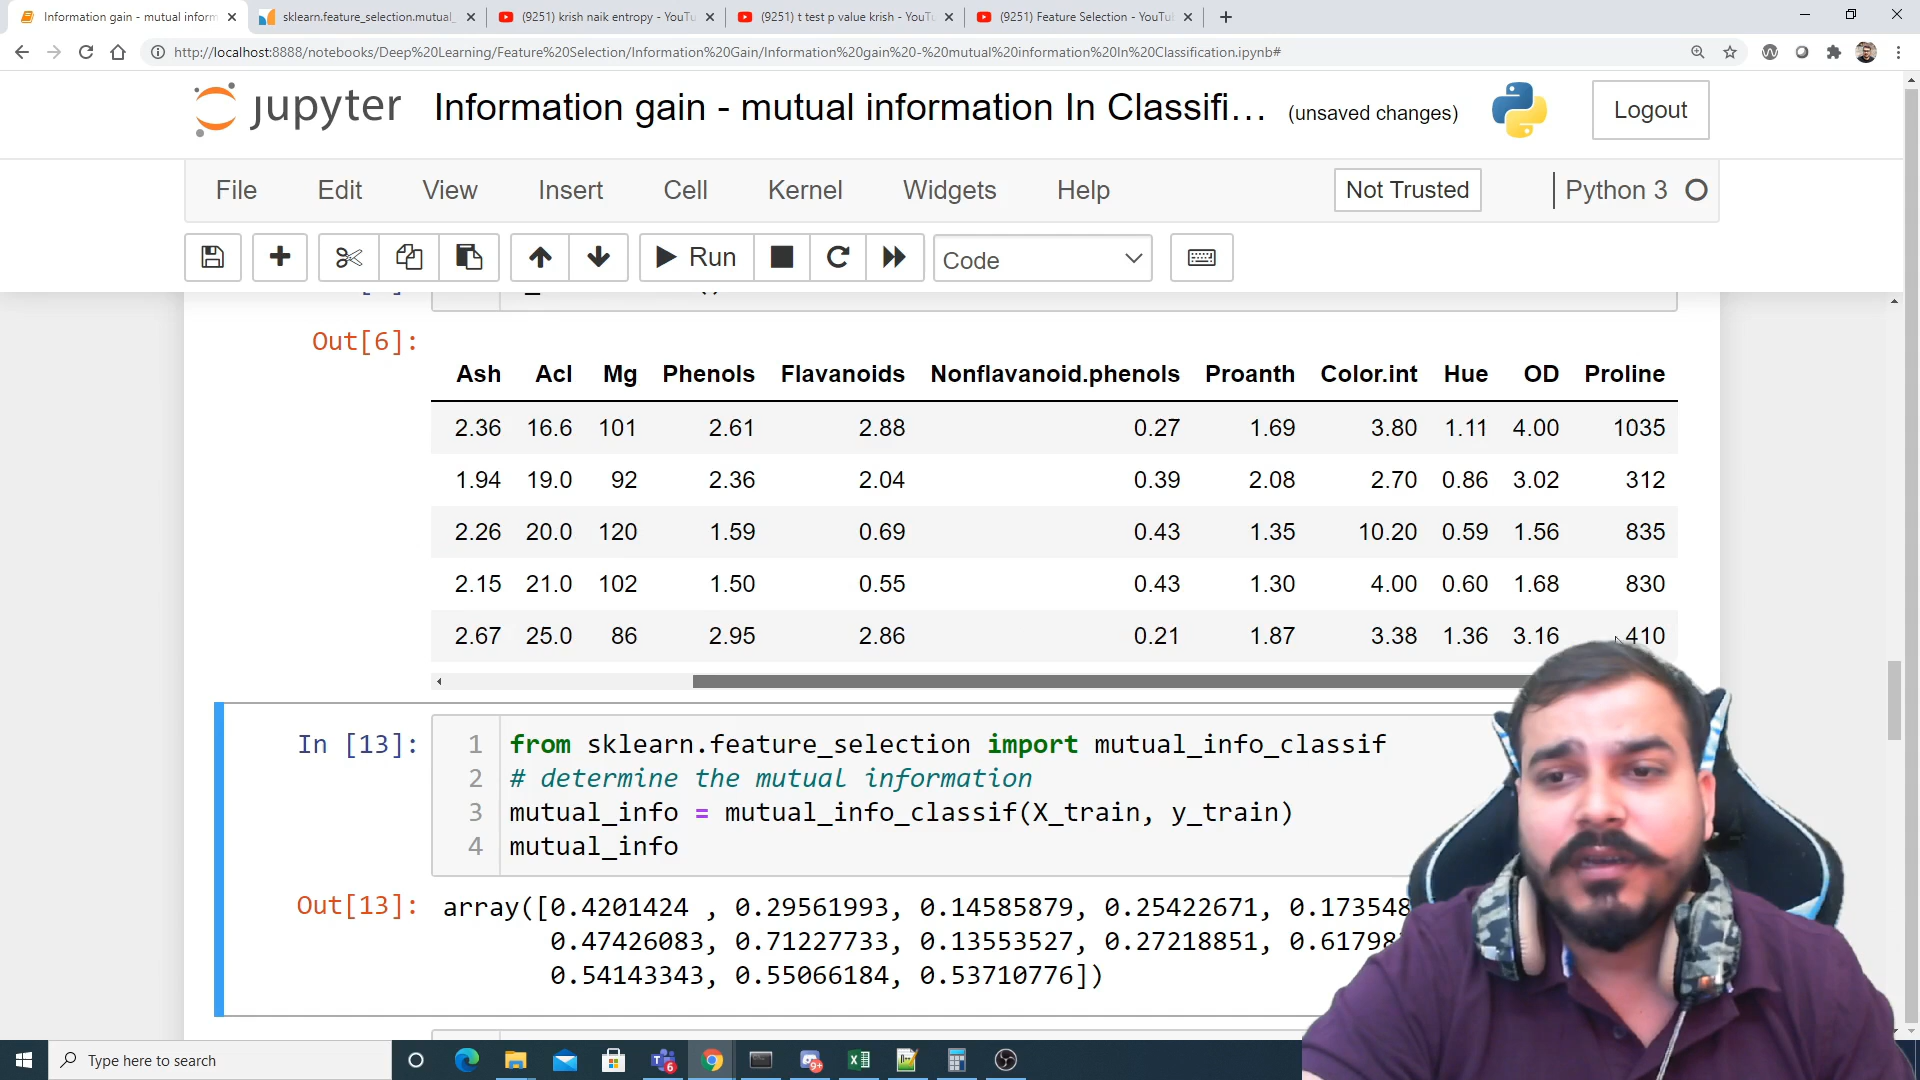 Information gain - mutual inform
sklearn.feature_selection.mutual_
(9251) krish naik entropy - YouTu
(9251) t test p value krish - YouTu
(9251) Feature Selection - YouTu
http://localhost:8888/notebooks/Deep%20Learning/Feature%20Selection/Information%20Gain/Information%20gain%20-%20mutual%20information%20In%20Classification.ipynb#
jupyter Information gain - mutual information In Classifi... (unsaved changes) Logout
File Edit View Insert Cell Kernel Widgets Help Not Trusted Python 3
Run Code
Out[6]:
Ash Acl Mg Phenols Flavanoids Nonflavanoid.phenols Proanth Color.int Hue OD Proline
2.36 16.6 101 2.61 2.88 0.27 1.69 3.80 1.11 4.00 1035
1.94 19.0 92 2.36 2.04 0.39 2.08 2.70 0.86 3.02 312
2.26 20.0 120 1.59 0.69 0.43 1.35 10.20 0.59 1.56 835
2.15 21.0 102 1.50 0.55 0.43 1.30 4.00 0.60 1.68 830
2.67 25.0 86 2.95 2.86 0.21 1.87 3.38 1.36 3.16 410
In [13]: 1 from sklearn.feature_selection import mutual_info_classif
2 # determine the mutual information
3 mutual_info = mutual_info_classif(X_train, y_train)
4 mutual_info
Out[13]: array([0.4201424 , 0.29561993, 0.14585879, 0.25422671, 0.173548
0.47426083, 0.71227733, 0.13553527, 0.27218851, 0.61798
0.54143343, 0.55066184, 0.53710776])
Type here to search